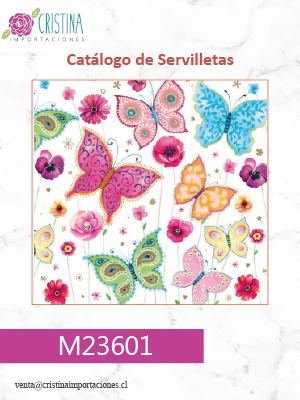 CRISTINA
IMPORTACIONES
Catálogo de Servilletas
M23601
venta@cristinaimportaciones.cl